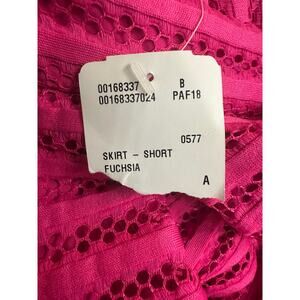 00168337 B
00168337024 PAF18
0577
SKIRT – SHORT
FUCHSIA
A